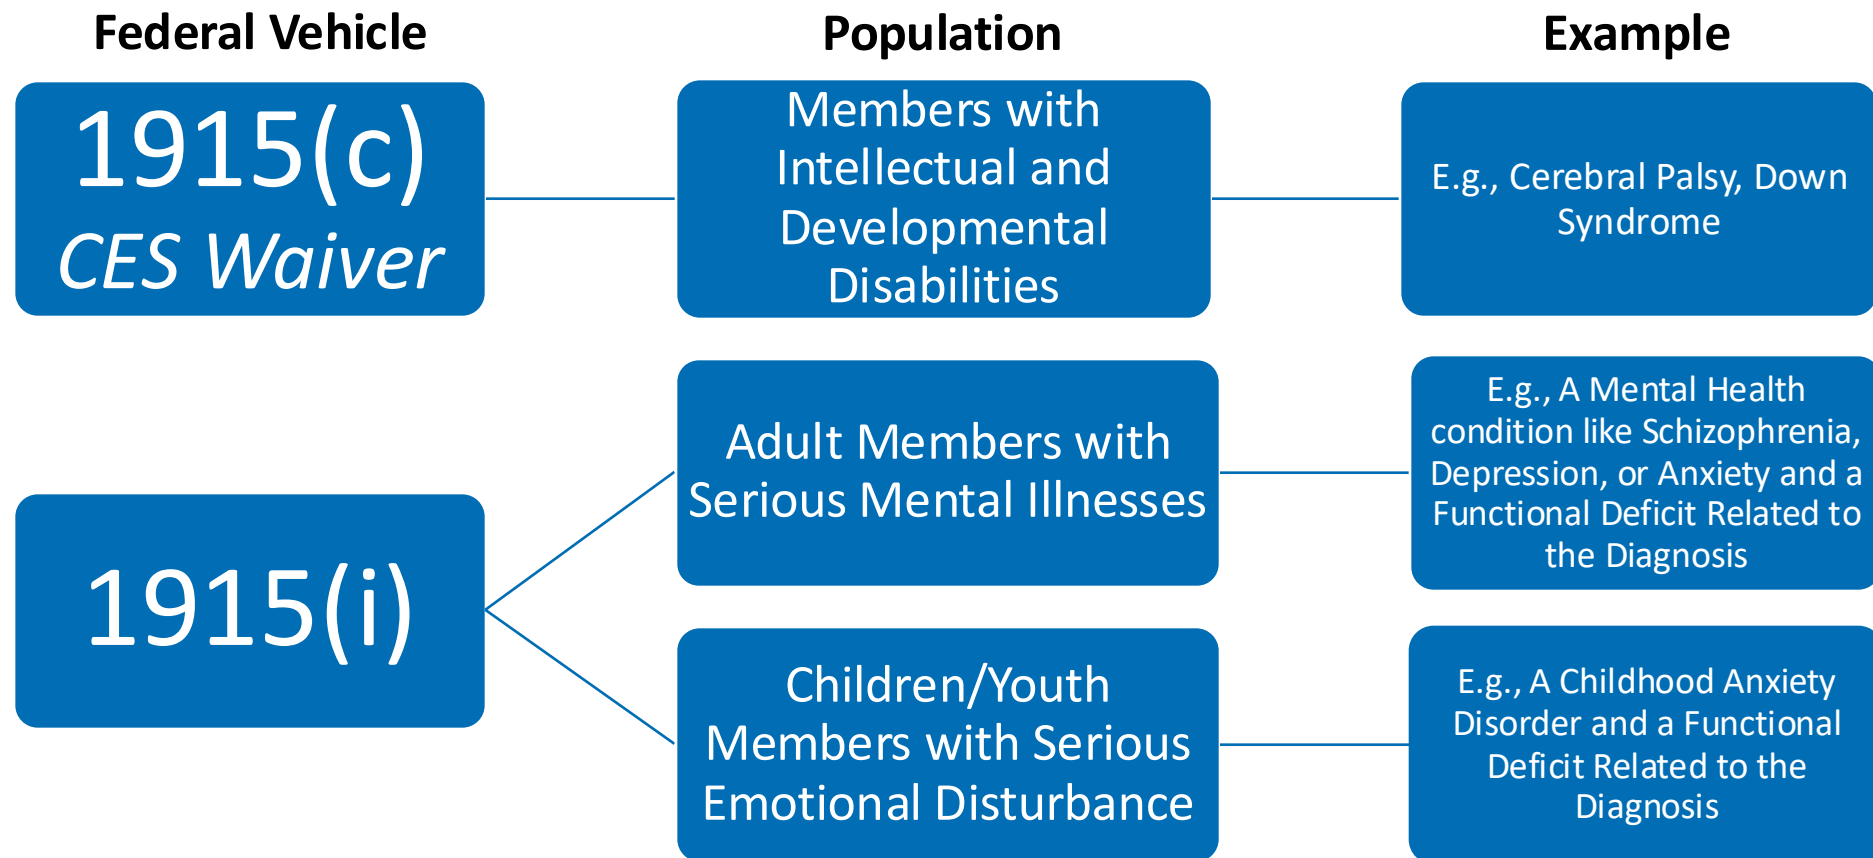 Federal Vehicle
Population
Example
1915(c)
CES Waiver
Members with
Intellectual and
Developmental
Disabilities
E.g., Cerebral Palsy, Down
Syndrome
1915(i)
Adult Members with
Serious Mental Illnesses
E.g., A Mental Health
condition like Schizophrenia,
Depression, or Anxiety and a
Functional Deficit Related to
the Diagnosis
Children/Youth
Members with Serious
Emotional Disturbance
E.g., A Childhood Anxiety
Disorder and a Functional
Deficit Related to the
Diagnosis